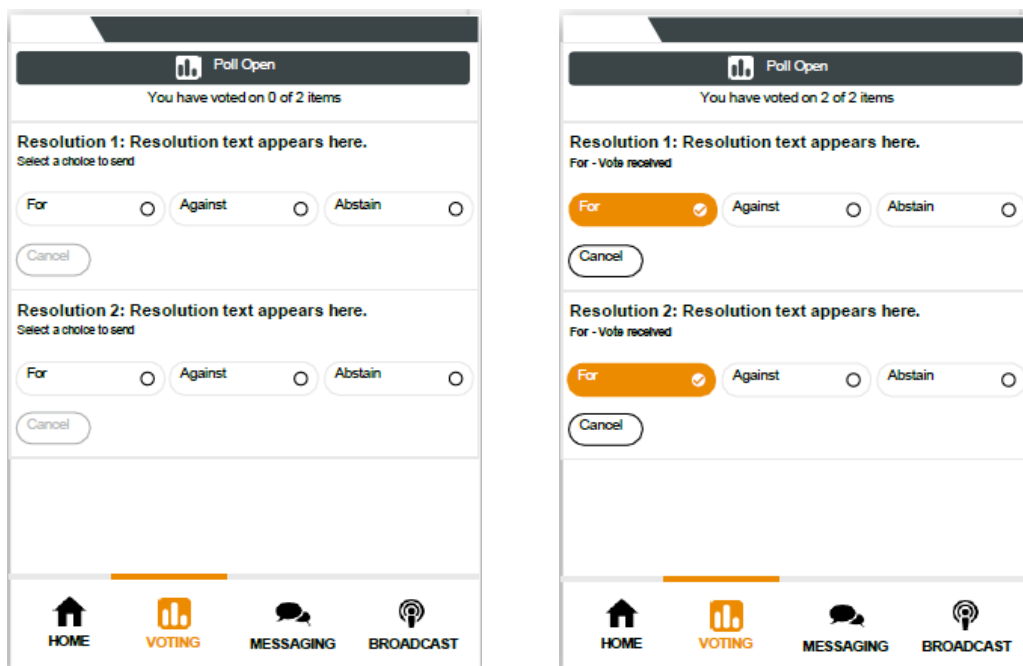 Poll Open
You have voted on 0 of 2 items
Resolution 1: Resolution text appears here.
Select a choice to send
For
Against
Abstain
Cancel
Resolution 2: Resolution text appears here.
Select a choice to send
For
Against
Abstain
Cancel
HOME
VOTING
MESSAGING
BROADCAST
Poll Open
You have voted on 2 of 2 items
Resolution 1: Resolution text appears here.
For - Vote received
For
Against
Abstain
Cancel
Resolution 2: Resolution text appears here.
For - Vote received
For
Against
Abstain
Cancel
HOME
VOTING
MESSAGING
BROADCAST